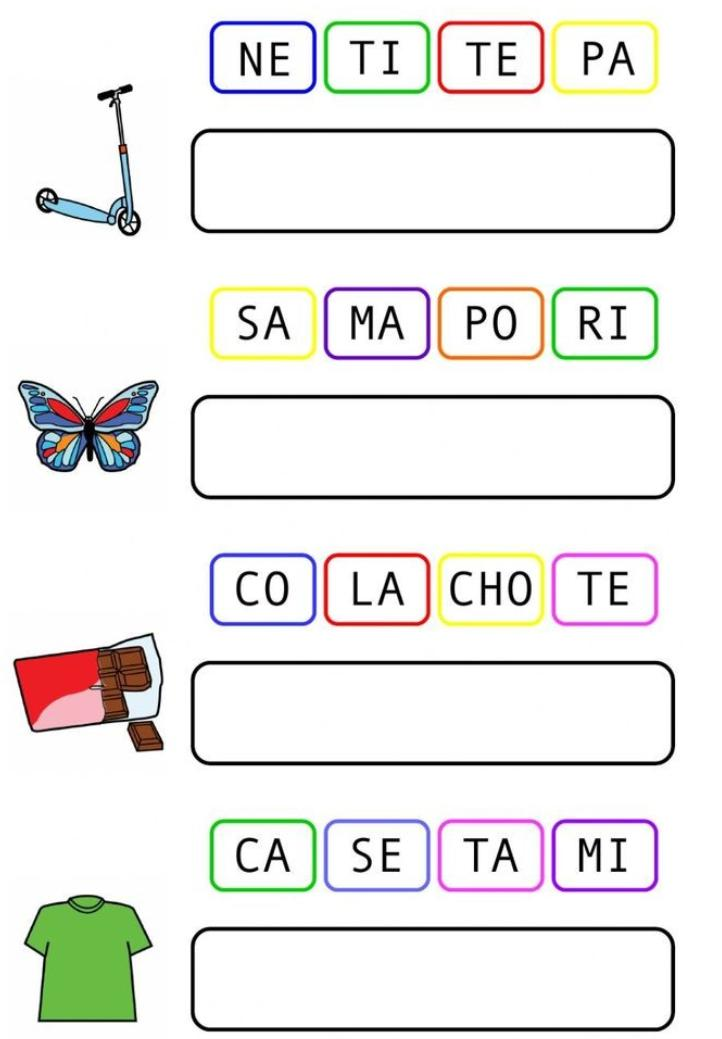 NE TI TE PA
SA MA PO RI
CO LA CHO TE
CA SE TA MI